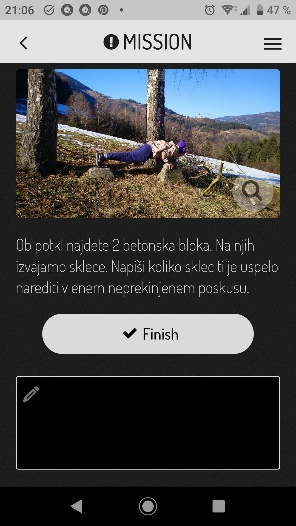 21:06
47 %
MISSION
Ob potki najdete 2 betonska bloka. Na njih
izvajamo sklece. Napiši koliko sklec ti je uspelo
narediti v enem neprekinjenem poskusu.
Finish